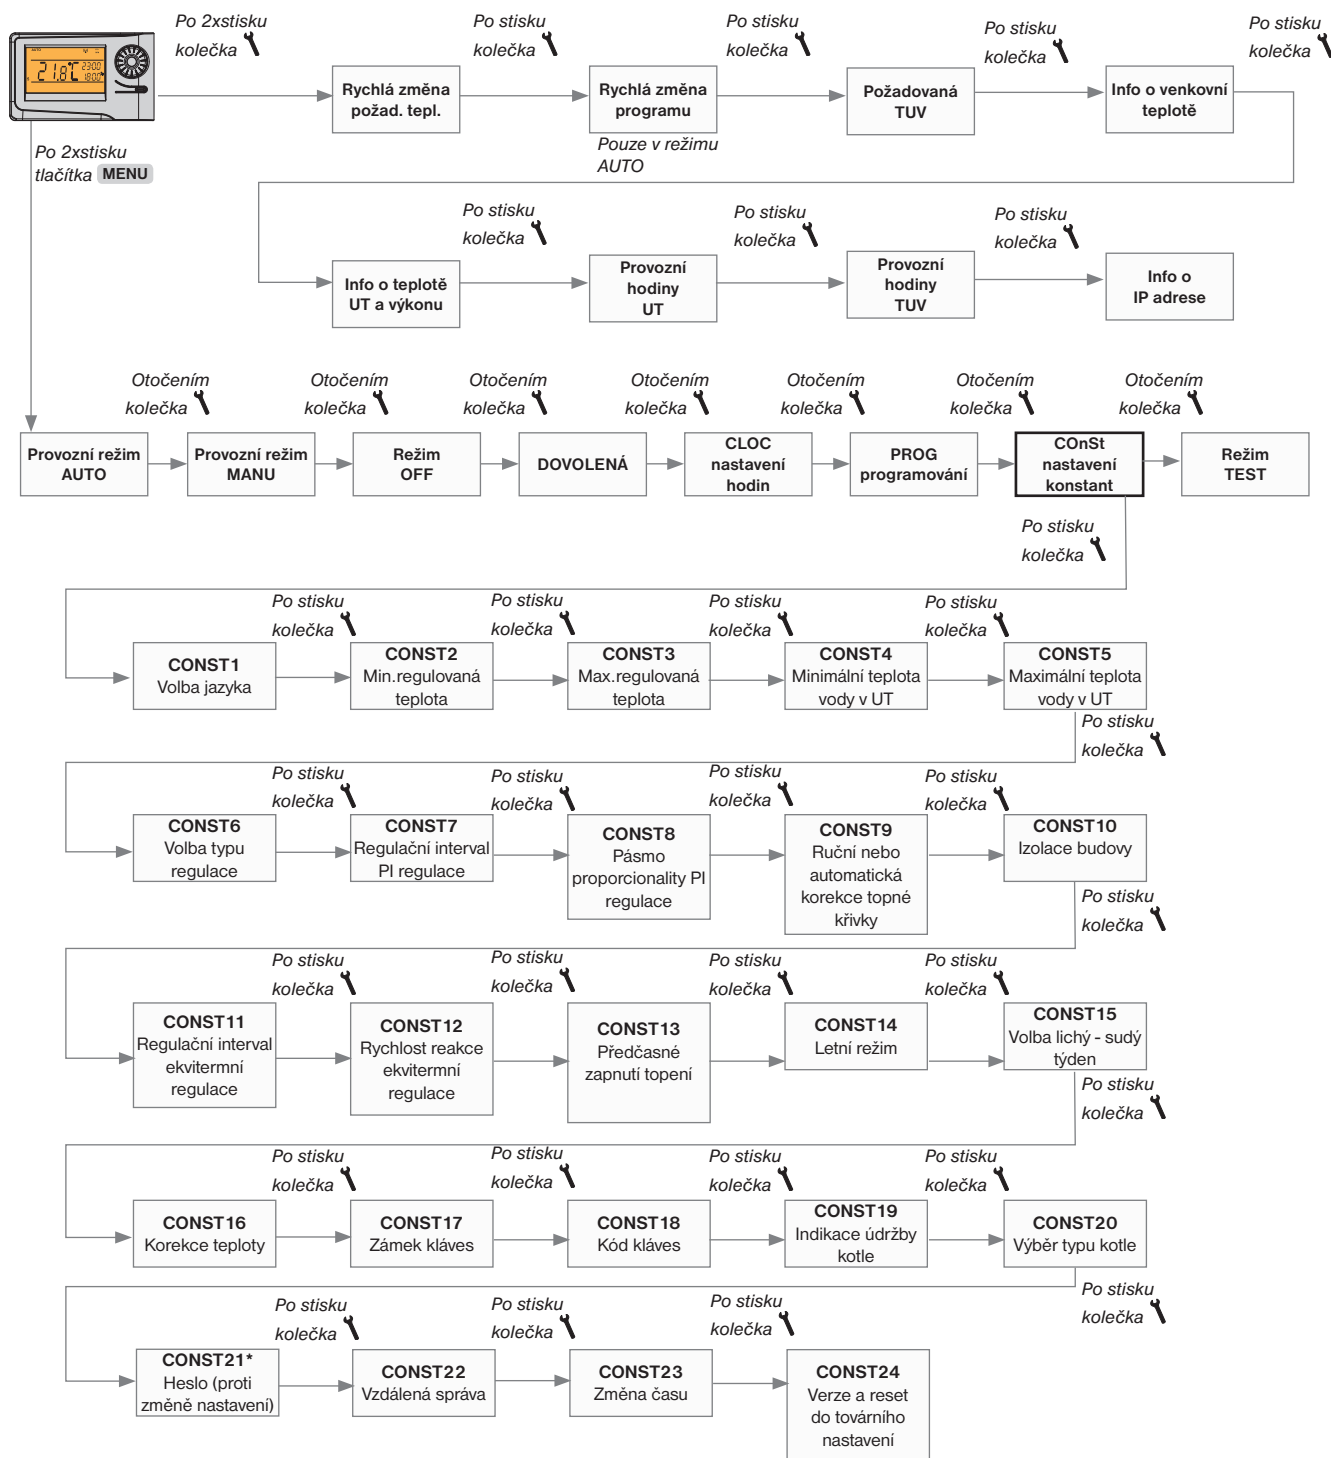 Po 2xstisku
kolečka
Po stisku
kolečka
Po stisku
kolečka
Po stisku
kolečka
Po stisku
kolečka
AUTO
21.8°C
2300
1800
Rychlá změna
požad. tepl.
Rychlá změna
programu
Požadovaná
TUV
Info o venkovní
teplotě
Pouze v režimu
AUTO
Po 2xstisku
tlačítka MENU
Po stisku
kolečka
Po stisku
kolečka
Po stisku
kolečka
Info o teplotě
UT a výkonu
Provozní
hodiny
UT
Provozní
hodiny
TUV
Info o
IP adrese
Otočením
kolečka
Otočením
kolečka
Otočením
kolečka
Otočením
kolečka
Otočením
kolečka
Otočením
kolečka
Otočením
kolečka
Provozní režim
AUTO
Provozní režim
MANU
Režim
OFF
DOVOLENÁ
CLOC
nastavení
hodin
PROG
programování
COnSt
nastavení
konstant
Režim
TEST
Po stisku
kolečka
Po stisku
kolečka
Po stisku
kolečka
Po stisku
kolečka
Po stisku
kolečka
CONST1
Volba jazyka
CONST2
Min.regulovaná
teplota
CONST3
Max.regulovaná
teplota
CONST4
Minimální teplota
vody v UT
CONST5
Maximální teplota
vody v UT
Po stisku
kolečka
Po stisku
kolečka
Po stisku
kolečka
Po stisku
kolečka
Po stisku
kolečka
CONST6
Volba typu
regulace
CONST7
Regulační interval
PI regulace
CONST8
Pásmo
proporcionality PI
regulace
CONST9
Ruční nebo
automatická
korekce topné
křivky
CONST10
Izolace budovy
Po stisku
kolečka
Po stisku
kolečka
Po stisku
kolečka
Po stisku
kolečka
Po stisku
kolečka
CONST11
Regulační interval
ekvitermní
regulace
CONST12
Rychlost reakce
ekvitermní
regulace
CONST13
Předčasné
zapnutí topení
CONST14
Letní režim
CONST15
Volba lichý - sudý
týden
Po stisku
kolečka
Po stisku
kolečka
Po stisku
kolečka
Po stisku
kolečka
Po stisku
kolečka
CONST16
Korekce teploty
CONST17
Zámek kláves
CONST18
Kód kláves
CONST19
Indikace údržby
kotle
CONST20
Výběr typu kotle
Po stisku
kolečka
Po stisku
kolečka
Po stisku
kolečka
Po stisku
kolečka
CONST21*
Heslo (proti
změně nastavení)
CONST22
Vzdálená správa
CONST23
Změna času
CONST24
Verze a reset
do továrního
nastavení